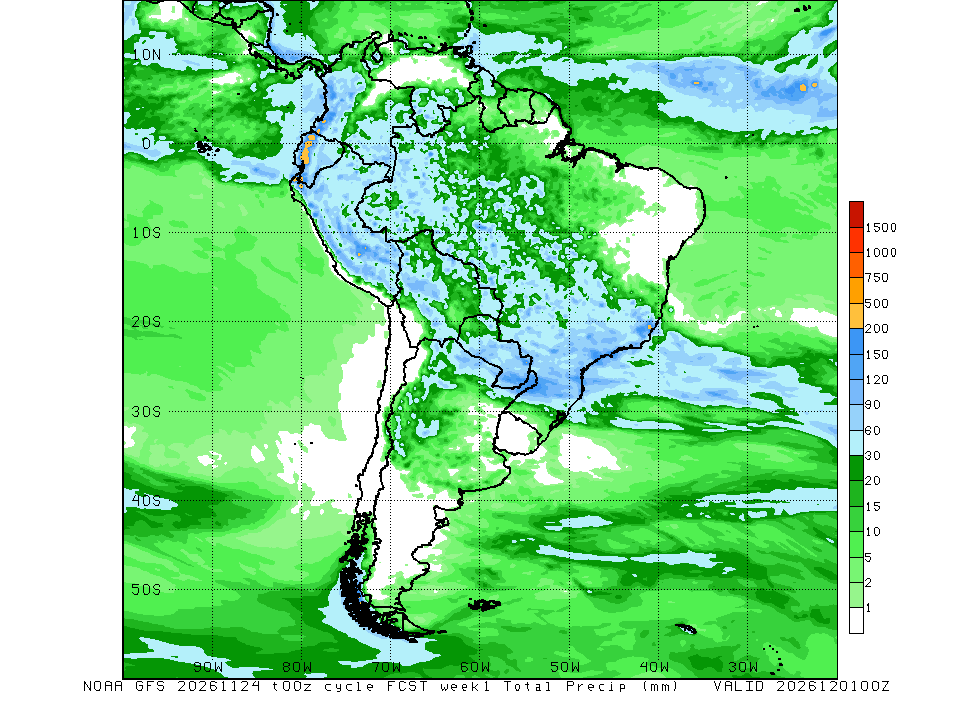 10N
0
10S
20S
30S
40S
50S
90W 80W 70W 60W 50W 40W 30W
1500
1000
750
500
200
150
120
90
60
30
20
15
10
5
2
1
NOAA GFS 20261124 t00z cycle FCST week1 Total Precip (mm) VALID 2026120100Z